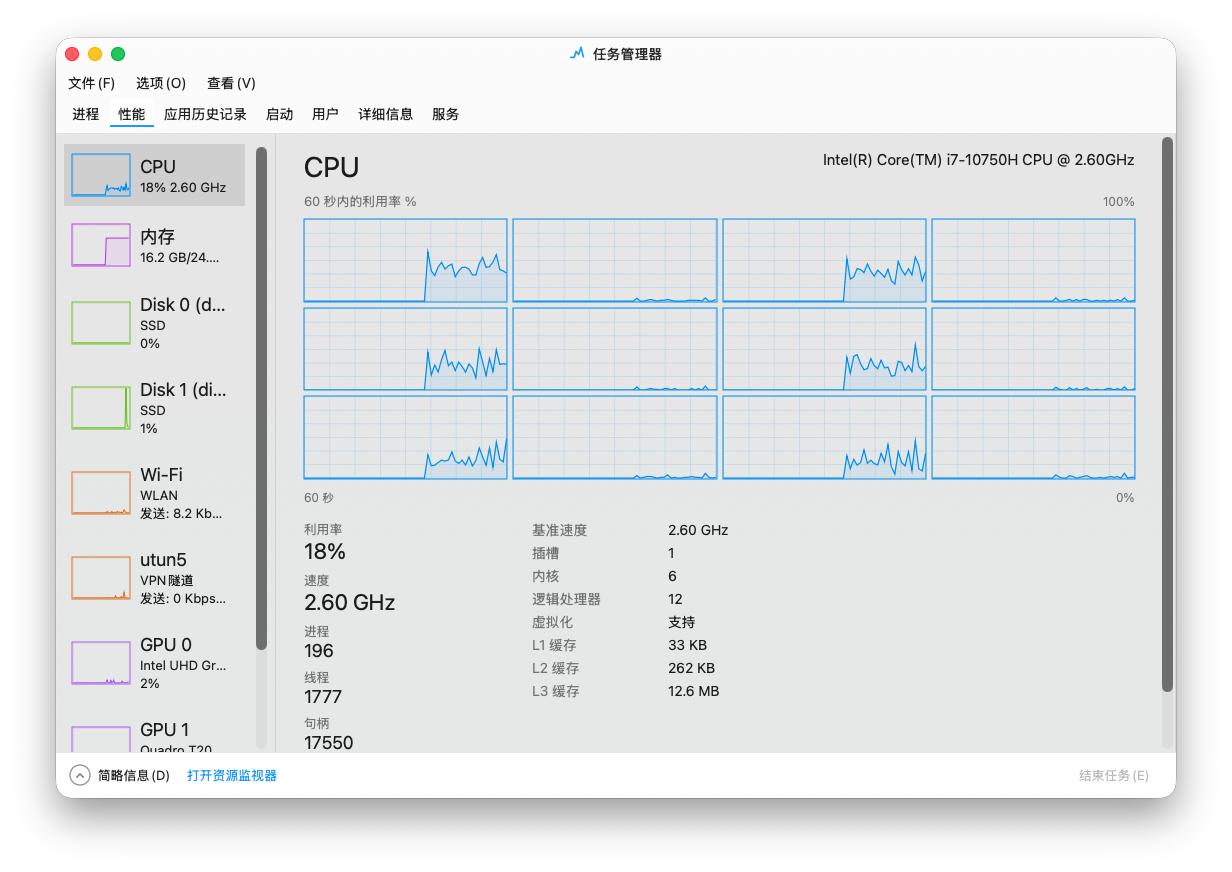 任务管理器
文件(F) 选项(O) 查看(V)
进程 性能 应用历史记录 启动 用户 详细信息 服务
CPU
18% 2.60 GHz
内存
16.2 GB/24....
Disk 0 (d...
SSD
0%
Disk 1 (di...
SSD
1%
Wi-Fi
WLAN
发送: 8.2 Kb...
utun5
VPN 隧道
发送: 0 Kbps...
GPU 0
Intel UHD Gr...
2%
GPU 1
Quadro T20
CPU
Intel(R) Core(TM) i7-10750H CPU @ 2.60GHz
60 秒内的利用率 % 100%
60 秒 0%
利用率
18%
速度
2.60 GHz
进程
196
线程
1777
句柄
17550
基准速度 2.60 GHz
插槽 1
内核 6
逻辑处理器 12
虚拟化 支持
L1 缓存 33 KB
L2 缓存 262 KB
L3 缓存 12.6 MB
简略信息(D) 打开资源监视器 结束任务(E)